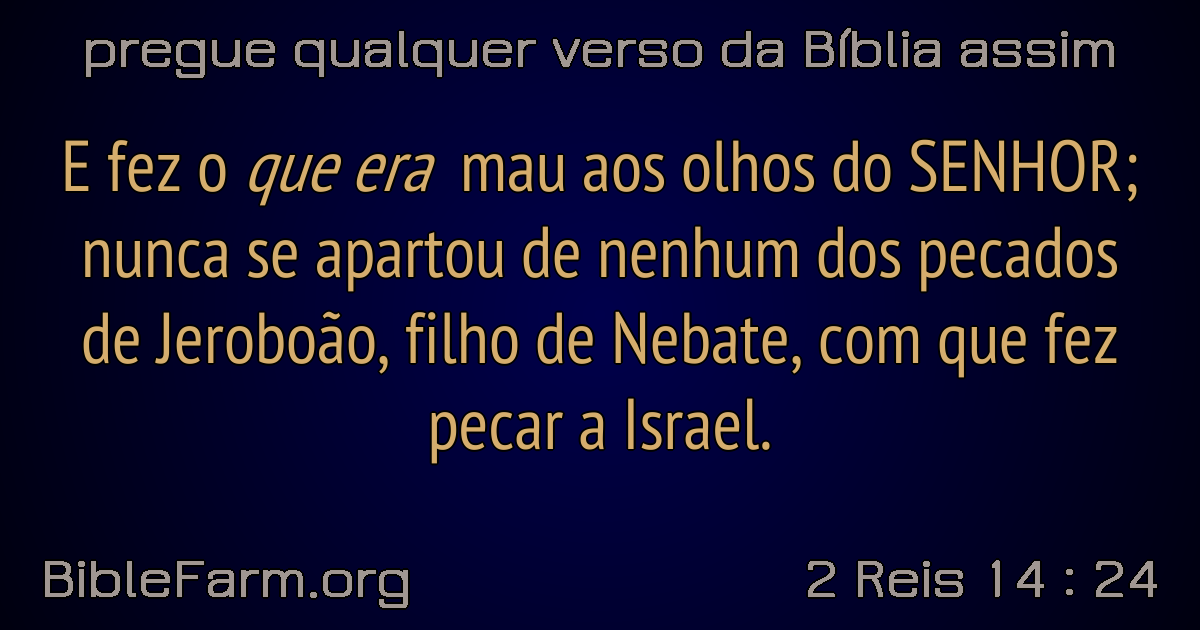 pregue qualquer verso da Bíblia assim
E fez o que era mau aos olhos do SENHOR;
nunca se apartou de nenhum dos pecados
de Jeroboão, filho de Nebate, com que fez
pecar a Israel.
BibleFarm.org
2 Reis 14 : 24